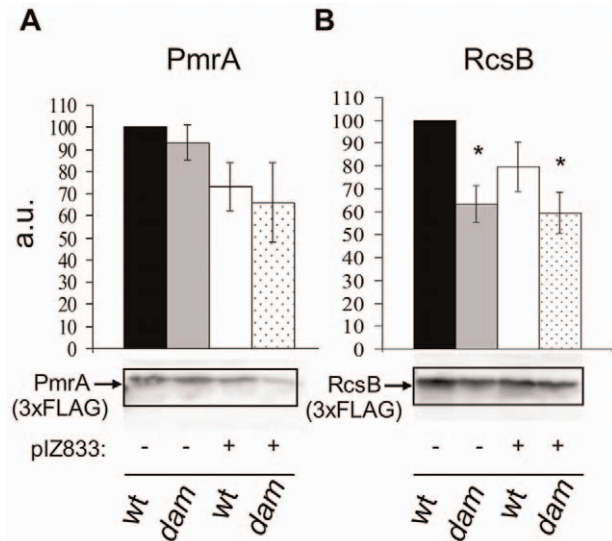 A
PmrA
a.u.
100
90
80
70
60
50
40
30
20
10
0
PmrA
(3xFLAG)
pIZ833: - - + +
wt dam wt dam
B
RcsB
110
100
90
80
70
60
50
40
30
20
10
0
*
*
RcsB
(3xFLAG)
- - + +
wt dam wt dam